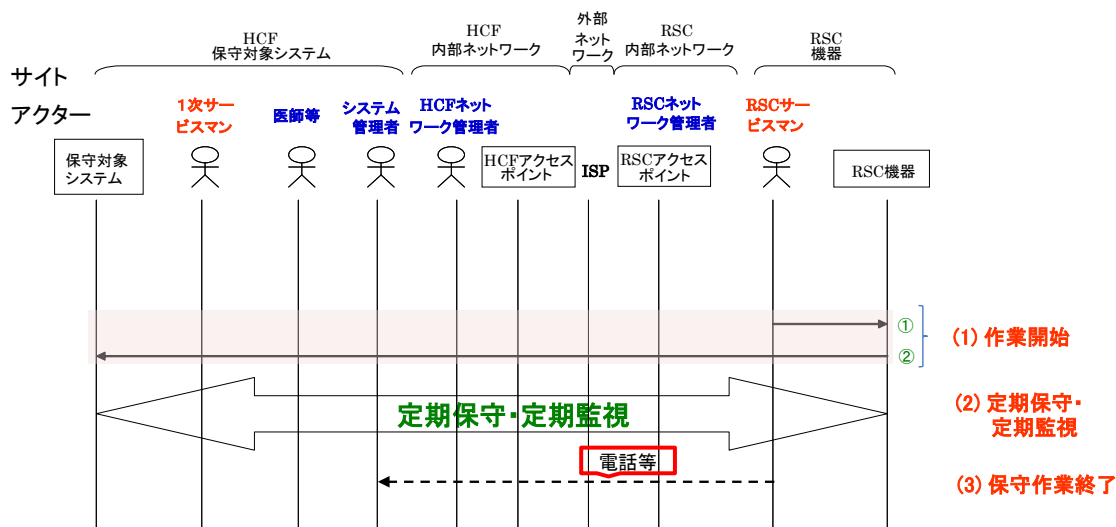 HCF
保守対象システム
HCF
内部ネットワーク
外部
ネット
ワーク
RSC
内部ネットワーク
RSC
機器
サイト
アクター
1次サー
ビスマン
医師等
システム
管理者
HCFネット
ワーク管理者
RSCネット
ワーク管理者
RSCサー
ビスマン
保守対象
システム
HCFアクセス
ポイント
ISP
RSCアクセス
ポイント
RSC機器
①
②
(1) 作業開始
定期保守・定期監視
(2) 定期保守・
定期監視
電話等
(3) 保守作業終了